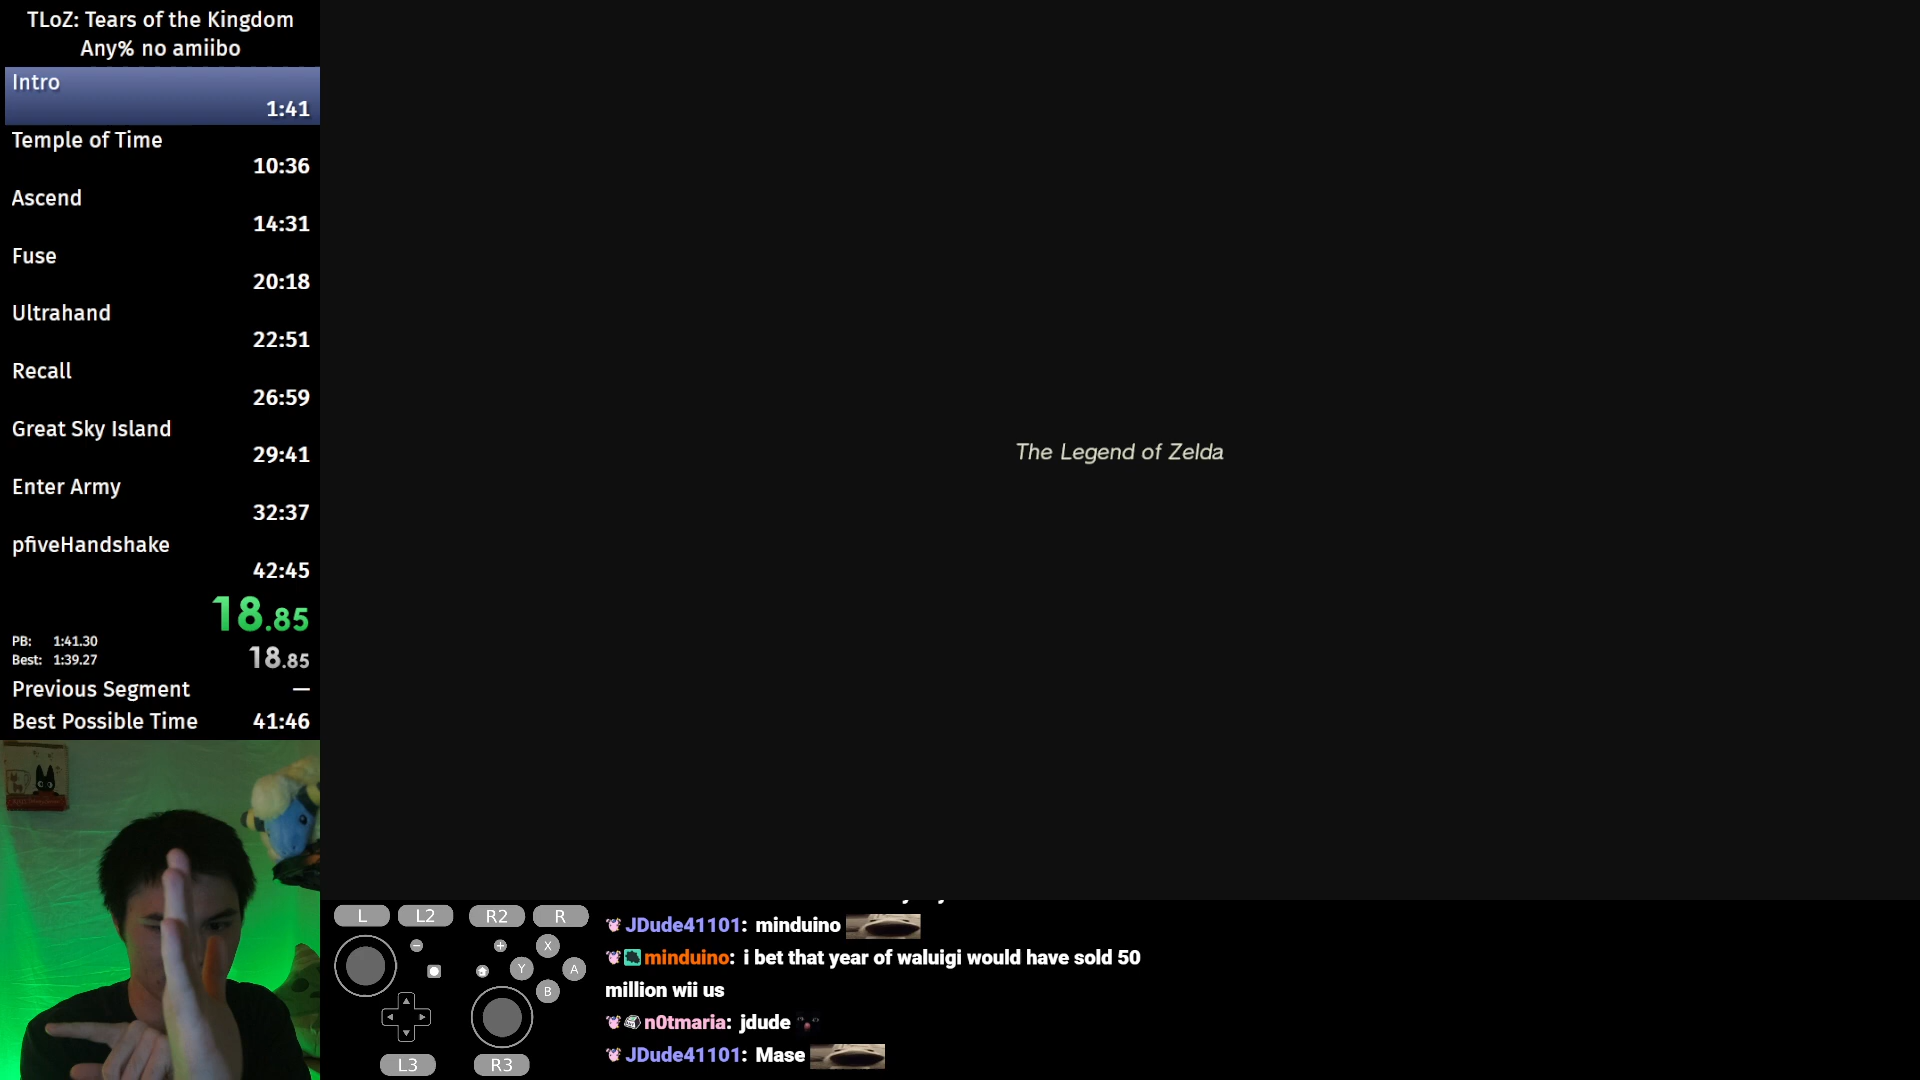 TLoZ: Tears of the Kingdom
Any% no amiibo
Intro
1:41
Temple of Time
10:36
Ascend
14:31
Fuse
20:18
Ultrahand
22:51
Recall
26:59
Great Sky Island
29:41
Enter Army
32:37
pfiveHandshake
42:45
18.85
PB: 1:41.30
Best: 1:39.27
18.85
Previous Segment —
Best Possible Time 41:46
The Legend of Zelda
L L2 R2 R
X
Y A
B
L3 R3
JDude41101: minduino
minduino: i bet that year of waluigi would have sold 50
million wii us
n0tmaria: jdude
JDude41101: Mase